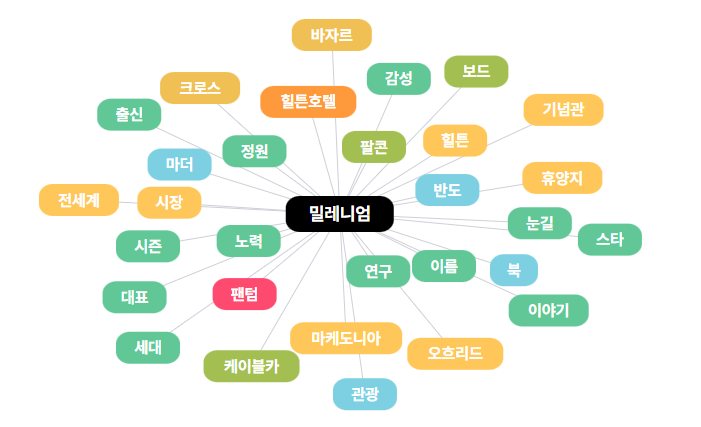 바자르
감성
보드
크로스
힐튼호텔
기념관
출신
팔콘
힐튼
정원
마더
휴양지
반도
전세계
시장
밀레니엄
눈길
스타
시즌
노력
연구
이름
북
대표
팬텀
이야기
마케도니아
세대
오흐리드
케이블카
관광